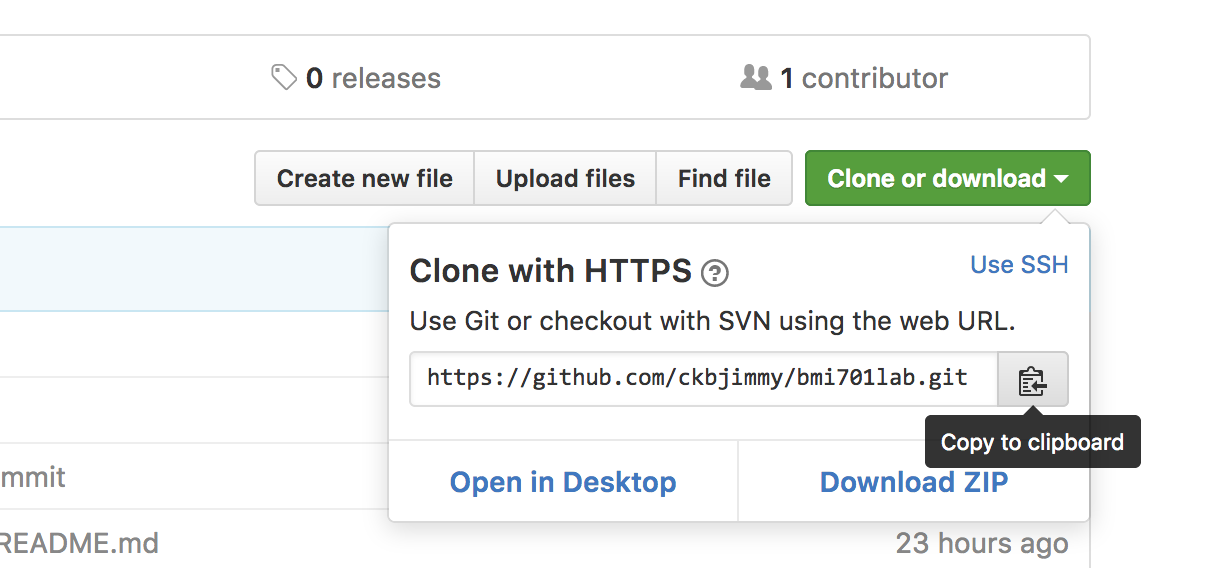 0 releases
1 contributor
Create new file
Upload files
Find file
Clone or download
Clone with HTTPS
Use SSH
Use Git or checkout with SVN using the web URL.
https://github.com/ckbjimmy/bmi701lab.git
Copy to clipboard
Open in Desktop
Download ZIP
mmit
README.md
23 hours ago